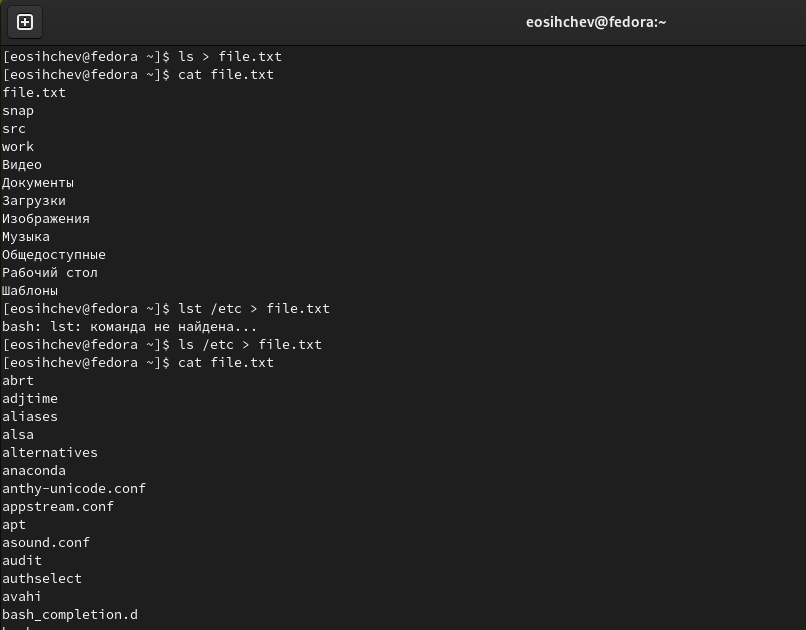 eosihchev@fedora:~
[eosihchev@fedora ~]$ ls > file.txt
[eosihchev@fedora ~]$ cat file.txt
file.txt
snap
src
work
Видео
Документы
Загрузки
Изображения
Музыка
Общедоступные
Рабочий стол
Шаблоны
[eosihchev@fedora ~]$ lst /etc > file.txt
bash: lst: команда не найдена...
[eosihchev@fedora ~]$ ls /etc > file.txt
[eosihchev@fedora ~]$ cat file.txt
abrt
adjtime
aliases
alsa
alternatives
anaconda
anthy-unicode.conf
appstream.conf
apt
asound.conf
audit
authselect
avahi
bash_completion.d